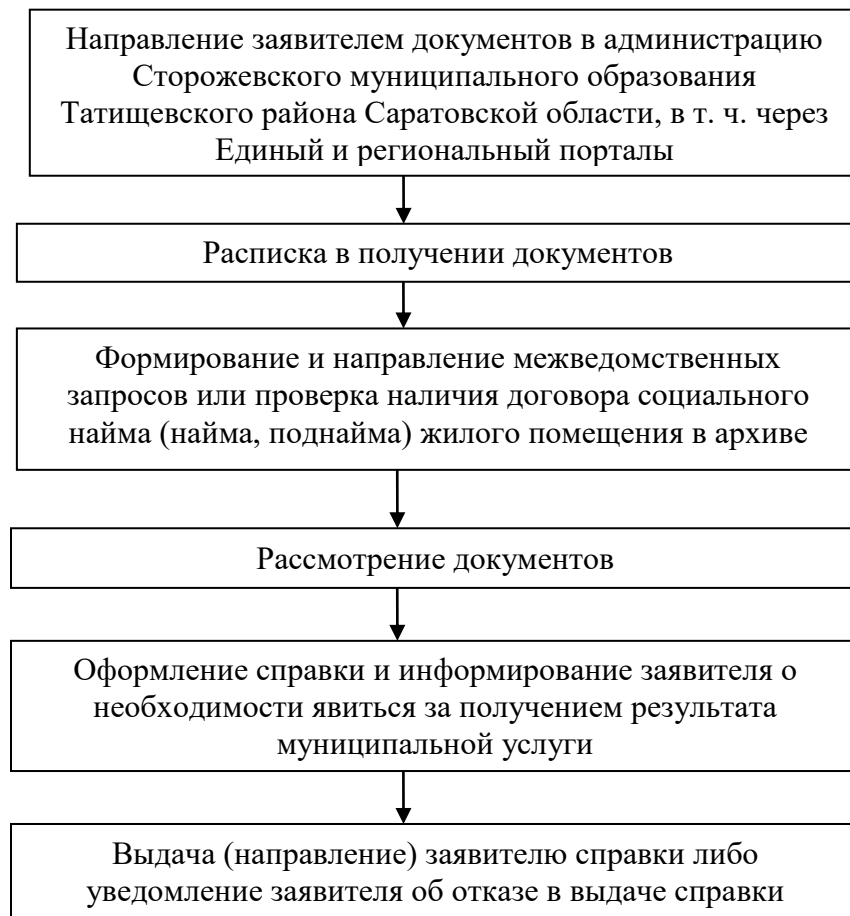 Направление заявителем документов в администрацию
Сторожевского муниципального образования
Татищевского района Саратовской области, в т. ч. через
Единый и региональный порталы
Расписка в получении документов
Формирование и направление межведомственных
запросов или проверка наличия договора социального
найма (найма, поднайма) жилого помещения в архиве
Рассмотрение документов
Оформление справки и информирование заявителя о
необходимости явиться за получением результата
муниципальной услуги
Выдача (направление) заявителю справки либо
уведомление заявителя об отказе в выдаче справки